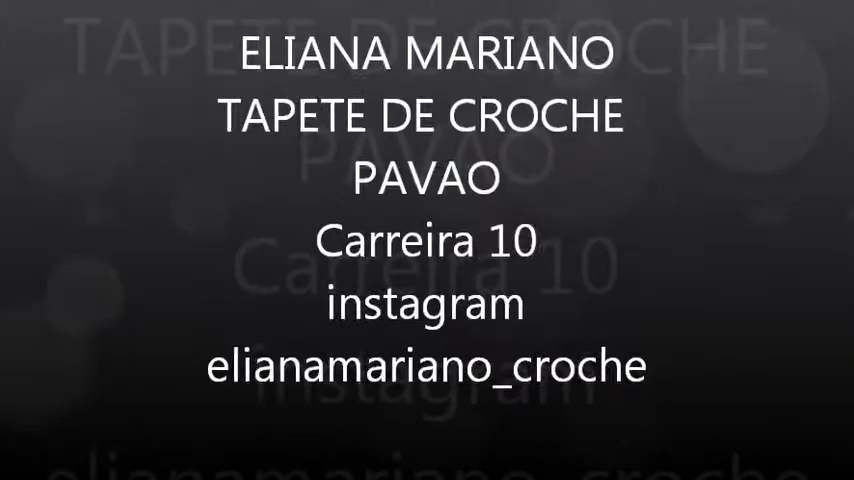 ELIANA MARIANO
TAPETE DE CROCHE
PAVAO
Carreira 10
instagram
elianamariano_croche